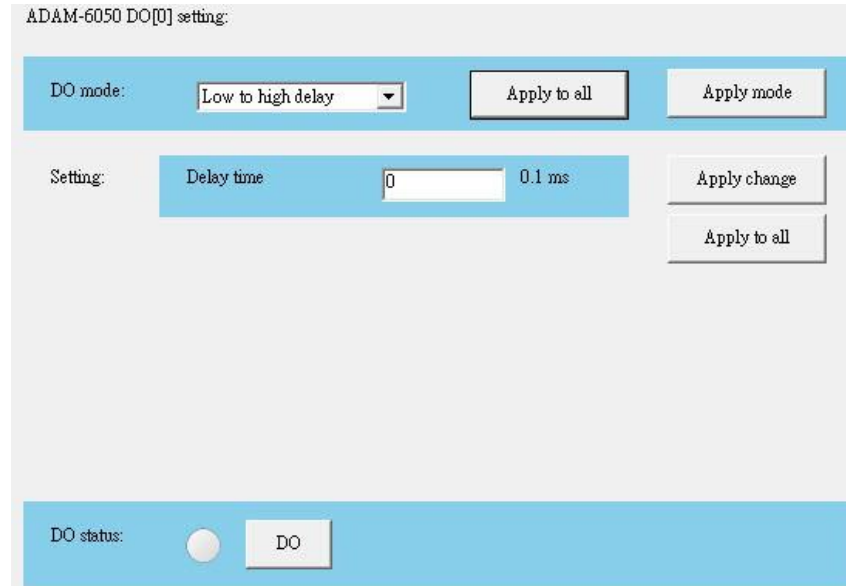 ADAM-6050 DO[0] setting:
DO mode: Low to high delay Apply to all Apply mode
Setting: Delay time 0 0.1 ms Apply change
Apply to all
DO status: DO